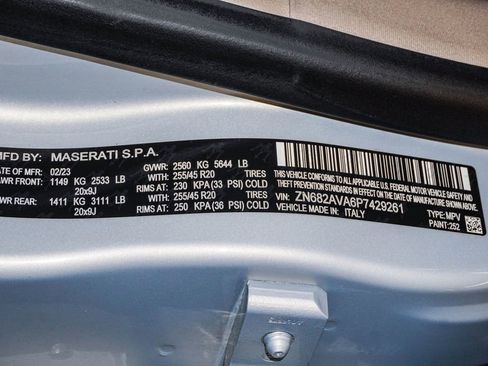 MFD BY: MASERATI S.P.A.
DATE OF MFR: 02/23 GVWR: 2560 KG 5644 LB
GAWR FRONT: 1149 KG 2533 LB 255/45 R20 TIRES
20x9J RIMS AT: 230 KPA (33 PSI) COLD
GAWR REAR: 1411 KG 3111 LB 255/45 R20 TIRES
20x9J RIMS AT: 250 KPA (36 PSI) COLD
THIS VEHICLE CONFORMS TO ALL APPLICABLE U.S. FEDERAL MOTOR VEHICLE SAFETY AND
THEFT PREVENTION STANDARDS IN EFFECT ON THE DATE OF MANUFACTURE SHOWN ABOVE
VIN: ZN682AVA6P7429261
VEHICLE MADE IN: ITALY TYPE: MPV
PAINT: 252